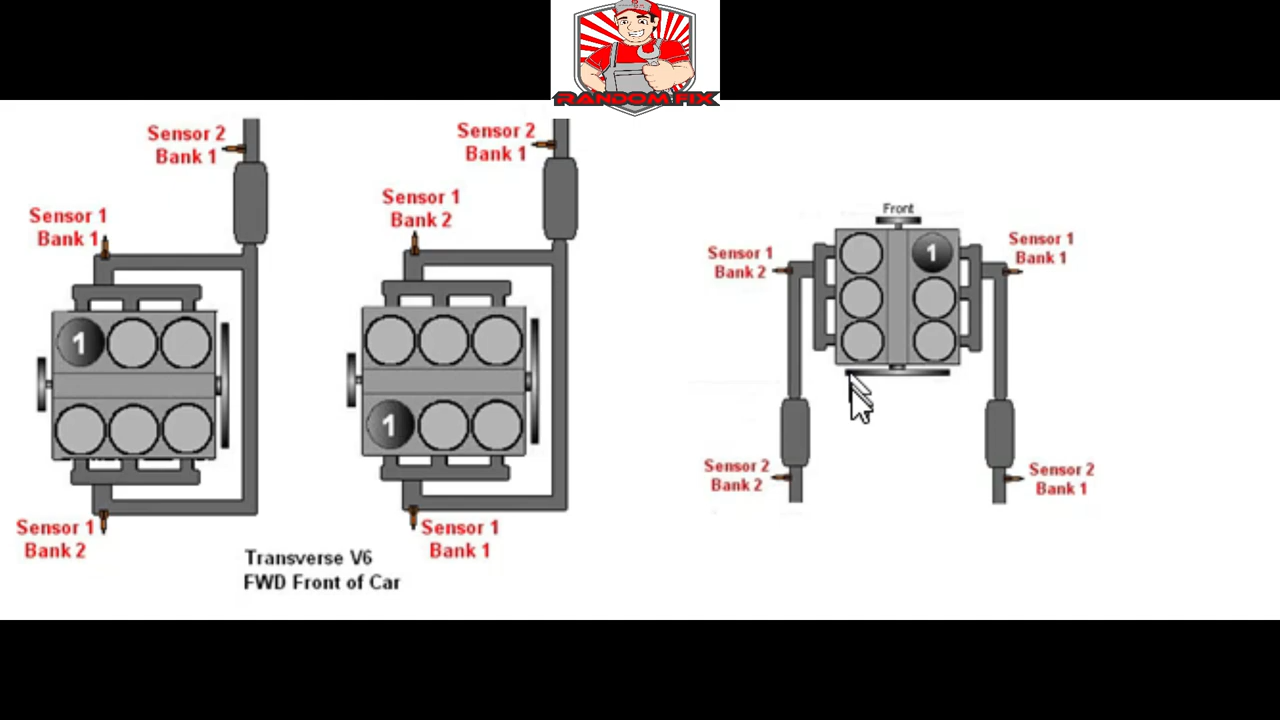 RANDOM FIX
Sensor 2
Bank 1
Sensor 1
Bank 1
1
Sensor 1
Bank 2
Sensor 2
Bank 1
Sensor 1
Bank 2
1
Sensor 1
Bank 1
Transverse V6
FWD Front of Car
Front
Sensor 1
Bank 2
1
Sensor 1
Bank 1
Sensor 2
Bank 2
Sensor 2
Bank 1